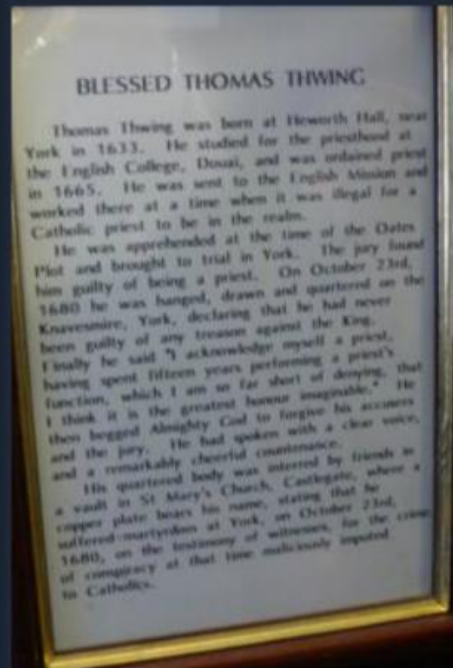 BLESSED THOMAS THWING
Thomas Thwing was born at Heworth Hall, near
York in 1633. He studied for the priesthood at
the English College, Douai, and was ordained priest
in 1665. He was sent to the English Mission and
worked there at a time when it was illegal for a
Catholic priest to be in the realm.
He was apprehended at the time of the Oates
Plot and brought to trial in York. The jury found
him guilty of being a priest. On October 23rd,
1680 he was hanged, drawn and quartered on the
Knavesmire, York, declaring that he had never
been guilty of any treason against the King.
Finally he said "I acknowledge myself a priest,
having spent fifteen years performing a priest's
function, which I am so far short of denying, that
I think it is the greatest honour imaginable." He
then begged Almighty God to forgive his accusers
and the jury. He had spoken with a clear voice,
and a remarkably cheerful countenance.
His quartered body was interred by friends in
a vault in St Mary's Church, Castlegate, where a
copper plate bears his name, stating that he
suffered martyrdom at York, on October 23rd,
1680, on the testimony of witnesses, for the crime
of conspiracy at that time maliciously imputed
to Catholics.